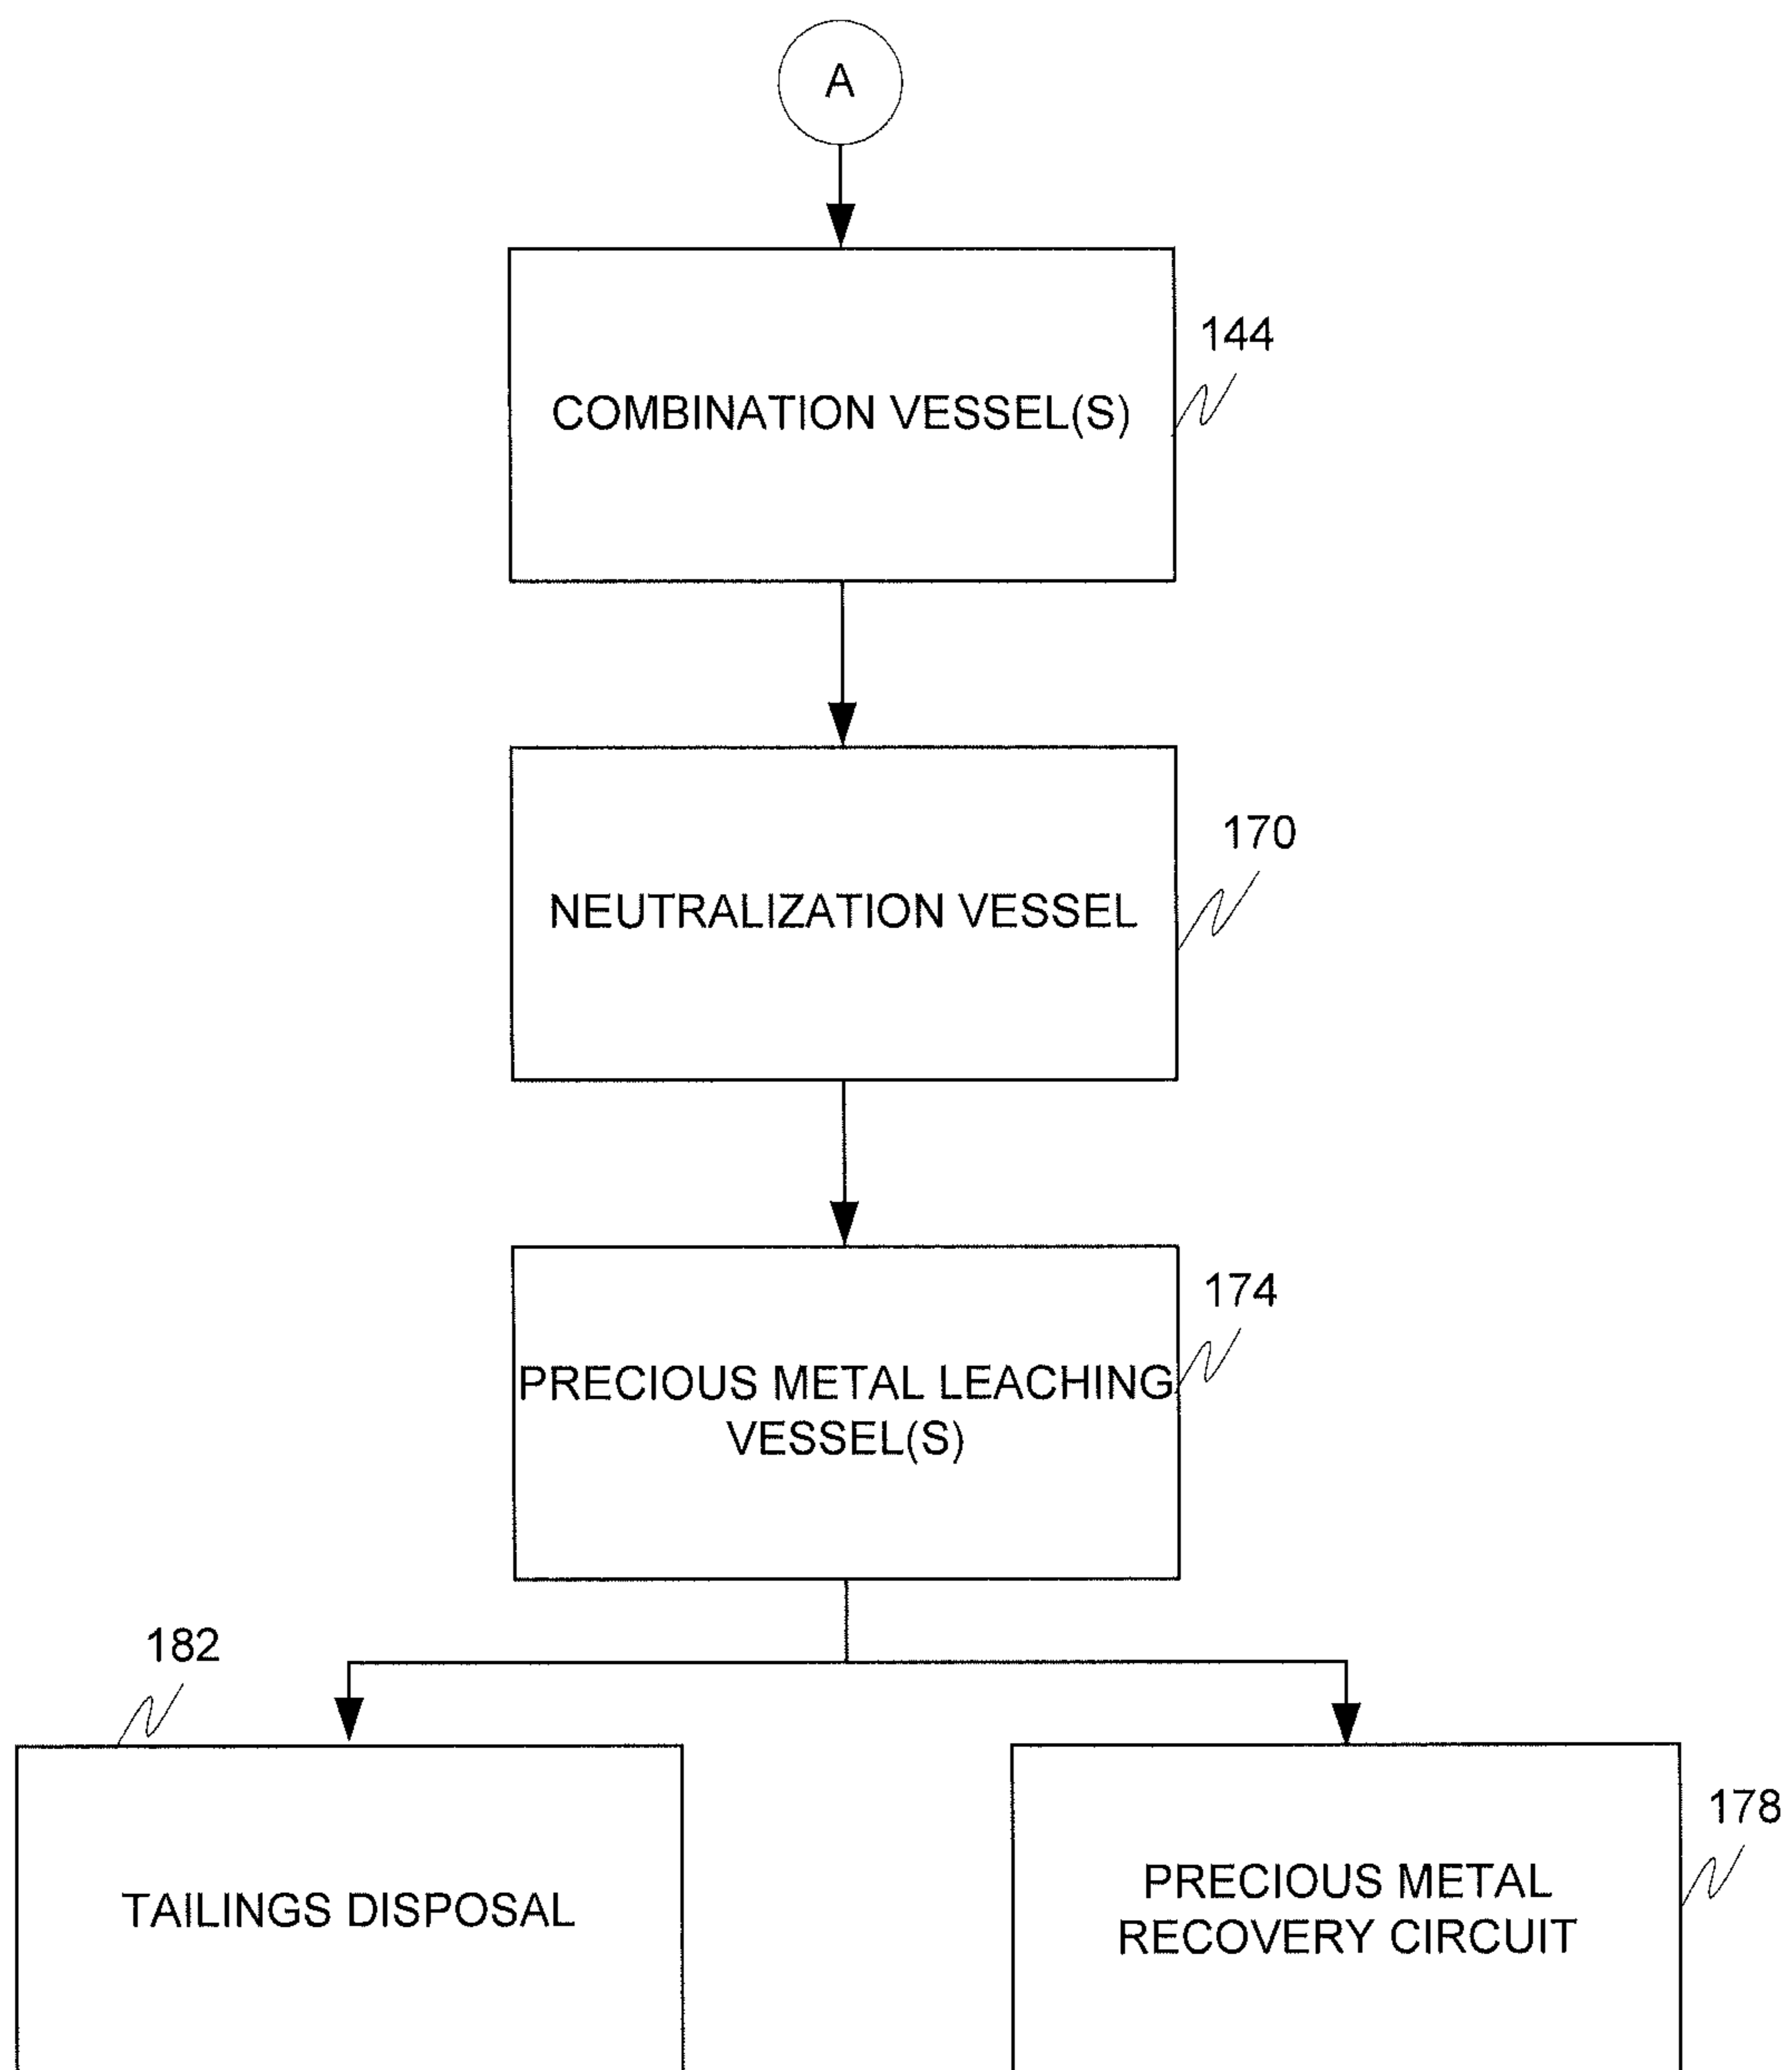 A
144
COMBINATION VESSEL(S)
170
NEUTRALIZATION VESSEL
174
PRECIOUS METAL LEACHING
VESSEL(S)
182
TAILINGS DISPOSAL
178
PRECIOUS METAL
RECOVERY CIRCUIT